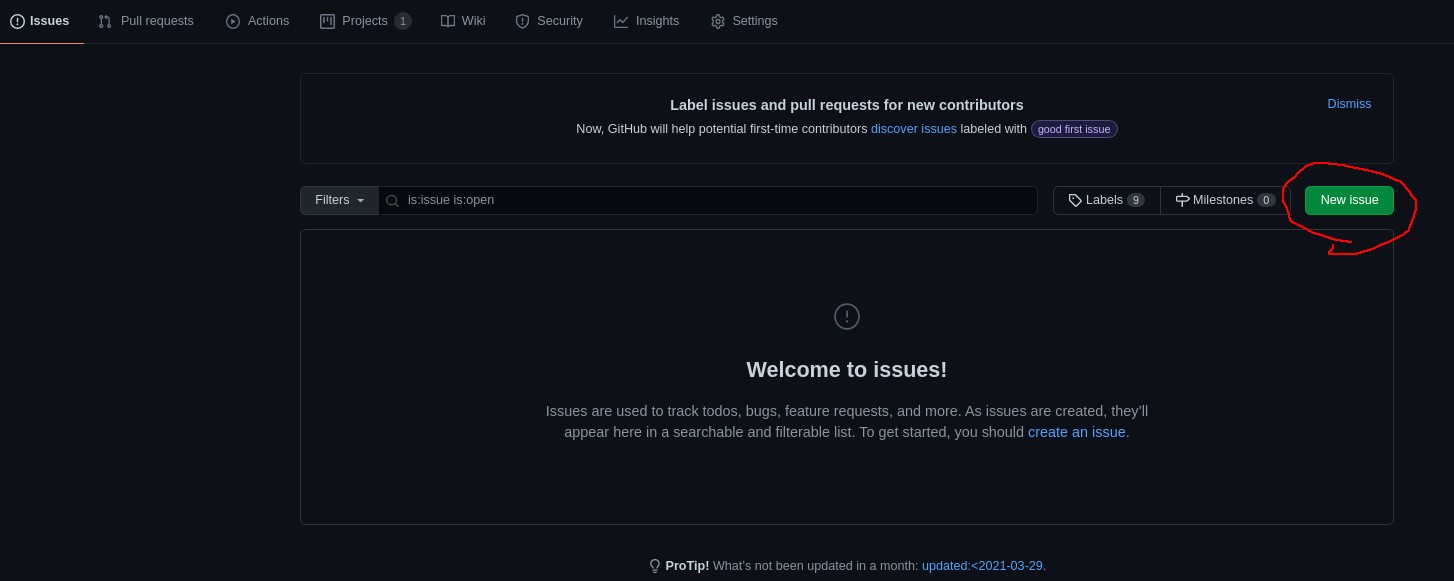 Issues Pull requests Actions Projects 1 Wiki Security Insights Settings
Label issues and pull requests for new contributors
Dismiss
Now, GitHub will help potential first-time contributors discover issues labeled with good first issue
Filters is:issue is:open Labels 9 Milestones 0 New issue
Welcome to issues!
Issues are used to track todos, bugs, feature requests, and more. As issues are created, they'll
appear here in a searchable and filterable list. To get started, you should create an issue.
ProTip! What's not been updated in a month: updated:<2021-03-29.